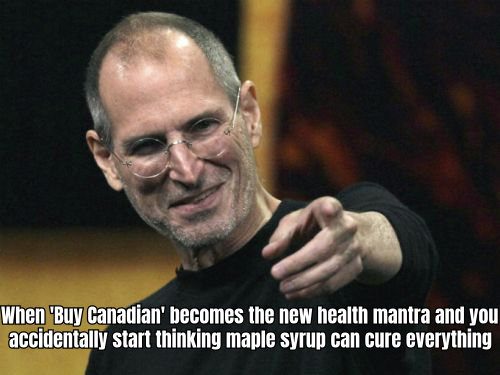 When 'Buy Canadian' becomes the new health mantra and you
accidentally start thinking maple syrup can cure everything